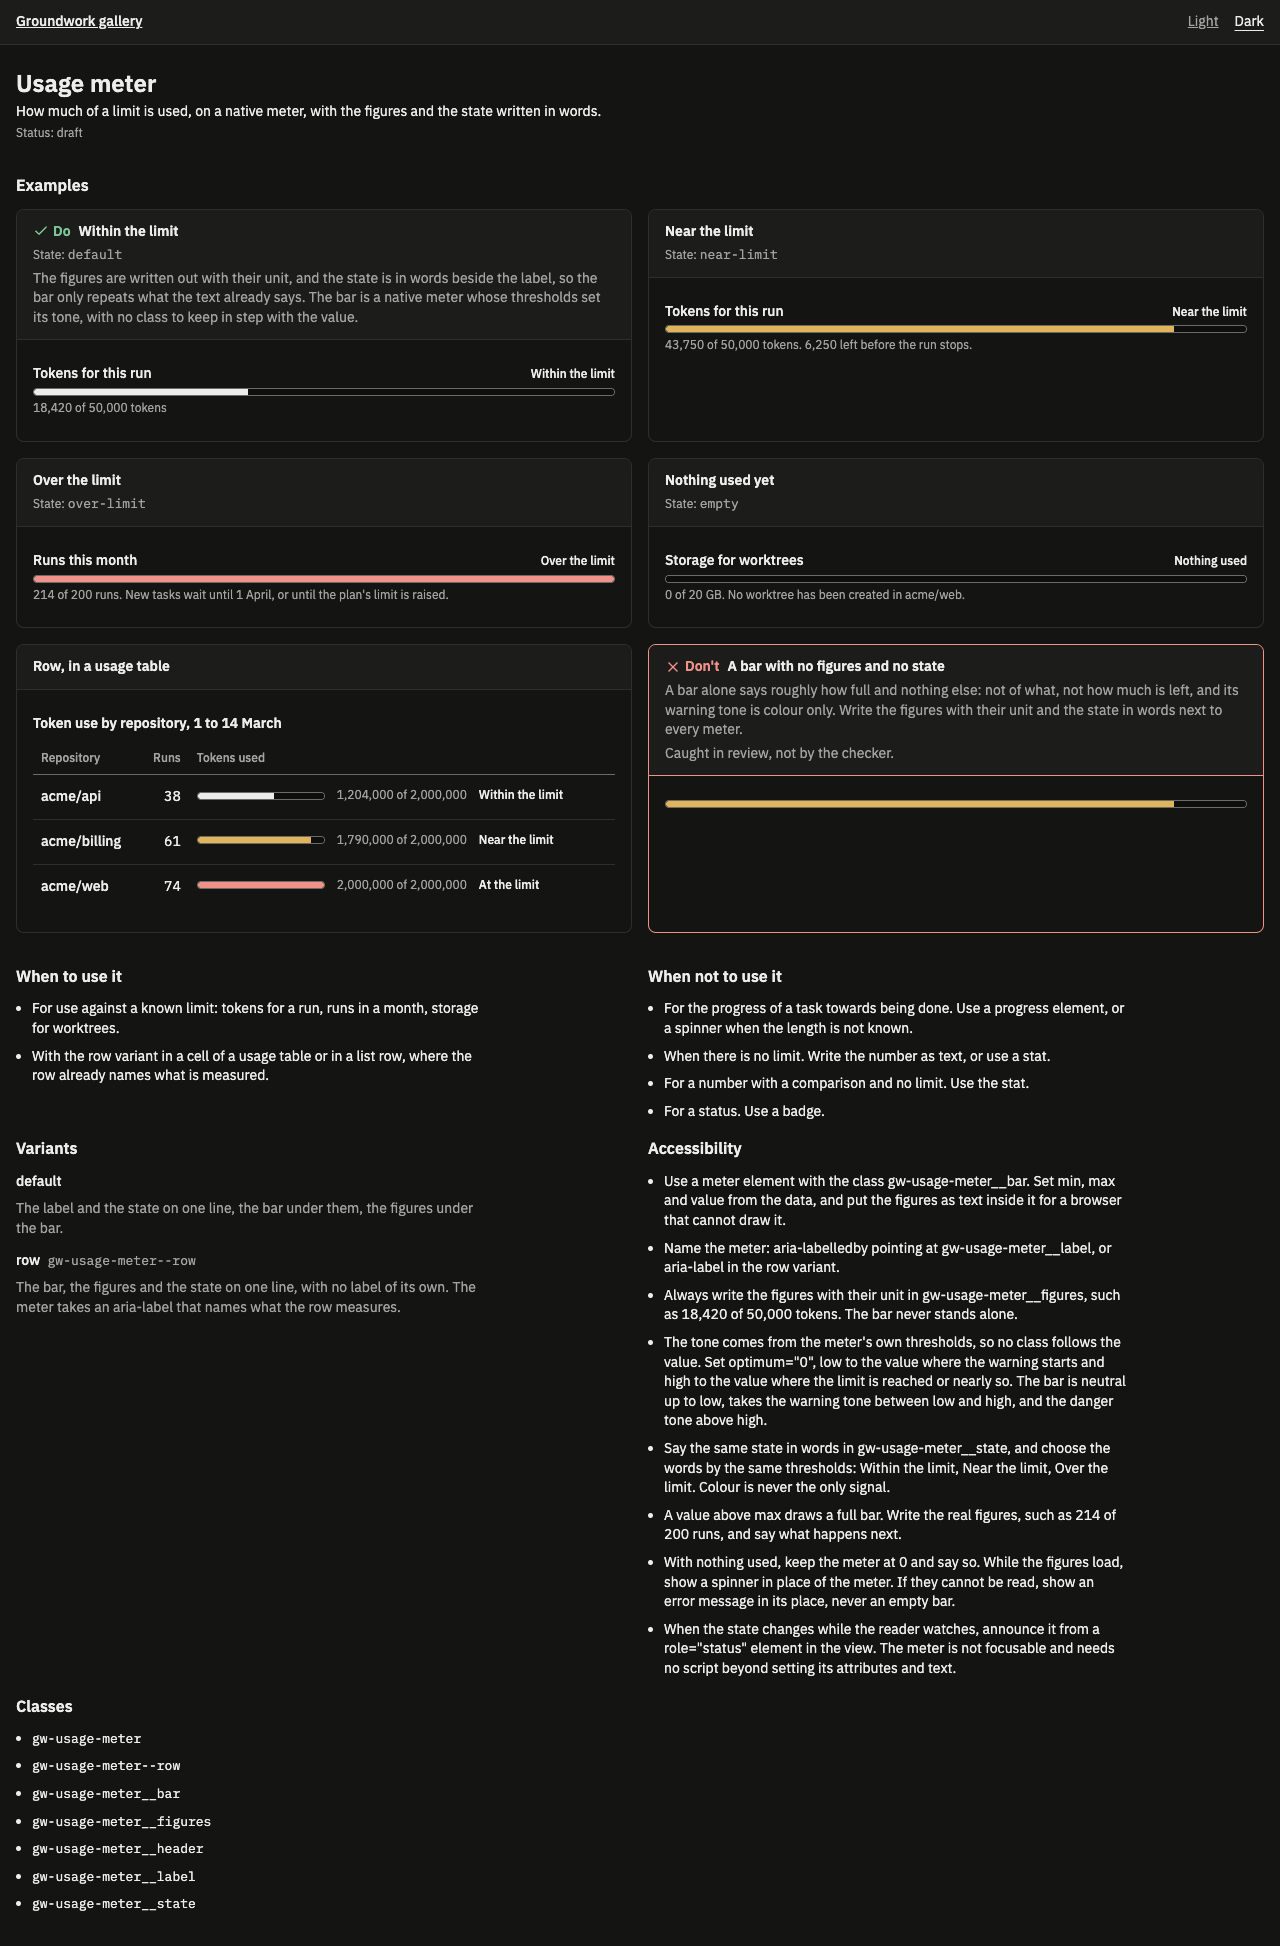 Groundwork gallery
Light
Dark
Usage meter
How much of a limit is used, on a native meter, with the figures and the state written in words.
Status: draft
Examples
Do Within the limit
State: default
The figures are written out with their unit, and the state is in words beside the label, so the
bar only repeats what the text already says. The bar is a native meter whose thresholds set
its tone, with no class to keep in step with the value.
Tokens for this run
Within the limit
18,420 of 50,000 tokens
Near the limit
State: near-limit
Tokens for this run
Near the limit
43,750 of 50,000 tokens. 6,250 left before the run stops.
Over the limit
State: over-limit
Runs this month
Over the limit
214 of 200 runs. New tasks wait until 1 April, or until the plan's limit is raised.
Nothing used yet
State: empty
Storage for worktrees
Nothing used
0 of 20 GB. No worktree has been created in acme/web.
Row, in a usage table
Token use by repository, 1 to 14 March
Repository Runs Tokens used
acme/api 38 1,204,000 of 2,000,000 Within the limit
acme/billing 61 1,790,000 of 2,000,000 Near the limit
acme/web 74 2,000,000 of 2,000,000 At the limit
Don't A bar with no figures and no state
A bar alone says roughly how full and nothing else: not of what, not how much is left, and its
warning tone is colour only. Write the figures with their unit and the state in words next to
every meter.
Caught in review, not by the checker.
When to use it
For use against a known limit: tokens for a run, runs in a month, storage
for worktrees.
With the row variant in a cell of a usage table or in a list row, where the
row already names what is measured.
When not to use it
For the progress of a task towards being done. Use a progress element, or
a spinner when the length is not known.
When there is no limit. Write the number as text, or use a stat.
For a number with a comparison and no limit. Use the stat.
For a status. Use a badge.
Variants
default
The label and the state on one line, the bar under them, the figures under
the bar.
row gw-usage-meter--row
The bar, the figures and the state on one line, with no label of its own. The
meter takes an aria-label that names what the row measures.
Accessibility
Use a meter element with the class gw-usage-meter__bar. Set min, max
and value from the data, and put the figures as text inside it for a browser
that cannot draw it.
Name the meter: aria-labelledby pointing at gw-usage-meter__label, or
aria-label in the row variant.
Always write the figures with their unit in gw-usage-meter__figures, such
as 18,420 of 50,000 tokens. The bar never stands alone.
The tone comes from the meter's own thresholds, so no class follows the
value. Set optimum="0", low to the value where the warning starts and
high to the value where the limit is reached or nearly so. The bar is neutral
up to low, takes the warning tone between low and high, and the danger
tone above high.
Say the same state in words in gw-usage-meter__state, and choose the
words by the same thresholds: Within the limit, Near the limit, Over the
limit. Colour is never the only signal.
A value above max draws a full bar. Write the real figures, such as 214 of
200 runs, and say what happens next.
With nothing used, keep the meter at 0 and say so. While the figures load,
show a spinner in place of the meter. If they cannot be read, show an
error message in its place, never an empty bar.
When the state changes while the reader watches, announce it from a
role="status" element in the view. The meter is not focusable and needs
no script beyond setting its attributes and text.
Classes
gw-usage-meter
gw-usage-meter--row
gw-usage-meter__bar
gw-usage-meter__figures
gw-usage-meter__header
gw-usage-meter__label
gw-usage-meter__state